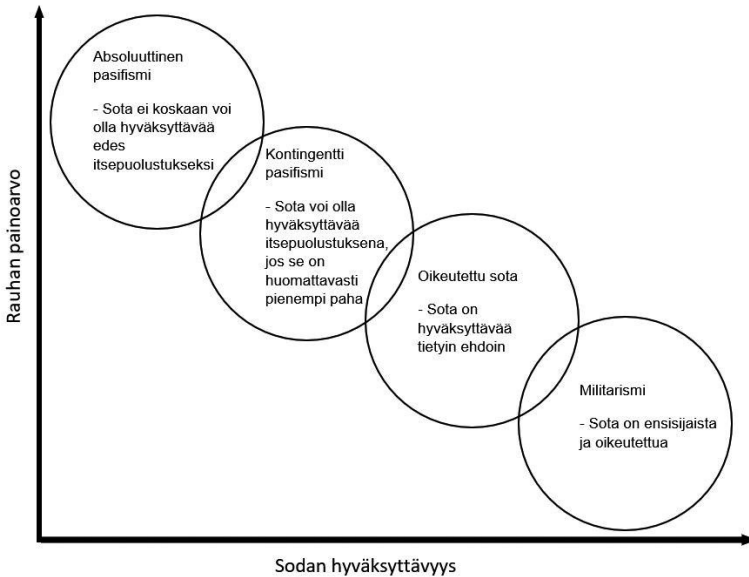 Absoluuttinen
pasifismi
- Sota ei koskaan voi
olla hyväksyttävää
edes
itsepuolustukseksi
Kontingentti
pasifismi
- Sota voi olla
hyväksyttävää
itsepuolustuksena,
jos se on
huomattavasti
pienempi paha
Oikeutettu sota
- Sota on
hyväksyttävää
tietyin ehdoin
Militarismi
- Sota on ensisijaista
ja oikeutettua
Rauhan painoarvo
Sodan hyväksyttävyys